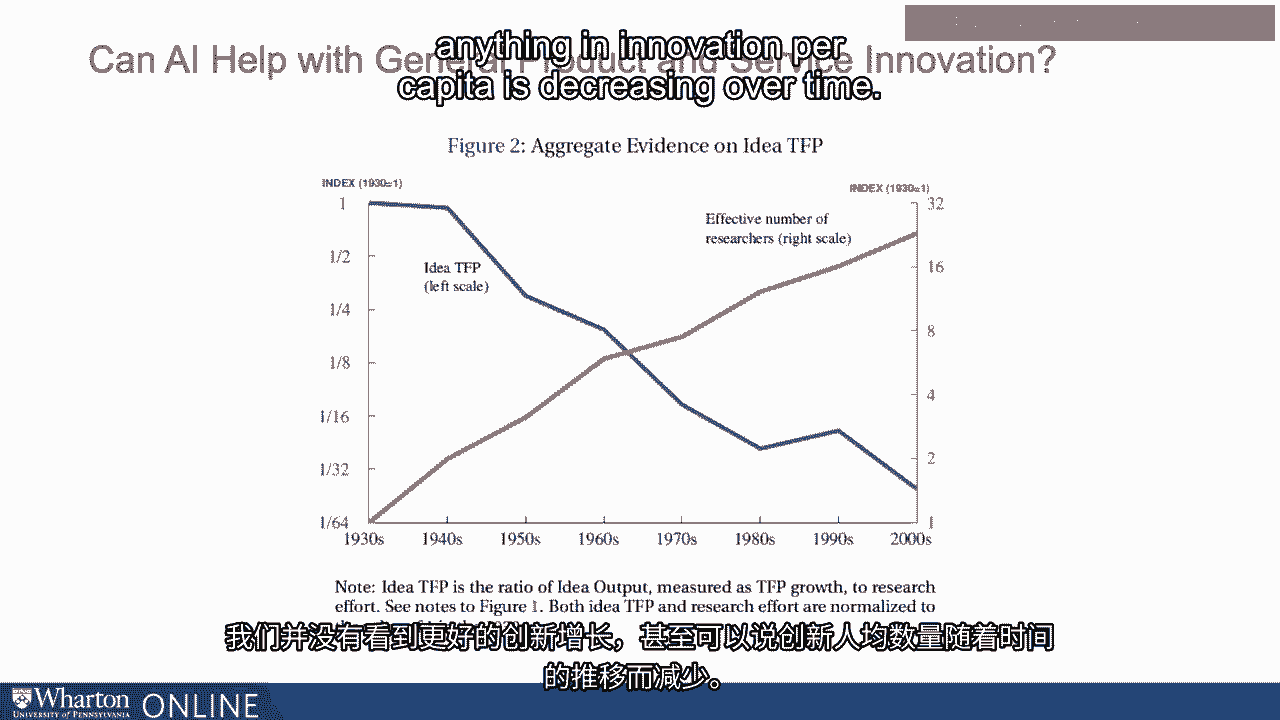 anything in innovation per
capita is decreasing over time.
Can AI Help with General Product and Service Innovation?
Figure 2: Aggregate Evidence on Idea TFP
INDEX (1930=1)
INDEX (1930=1)
1
1/2
1/4
1/8
1/16
1/32
1/64
Idea TFP
(left scale)
Effective number of
researchers (right scale)
32
16
8
4
2
1
1930s 1940s 1950s 1960s 1970s 1980s 1990s 2000s
Note: Idea TFP is the ratio of Idea Output, measured as TFP growth, to research
effort. See notes to Figure 1. Both idea TFP and research effort are normalized to
我们并没有看到更好的创新增长，甚至可以说创新人均数量随着时间
的推移而减少。
Wharton
UNIVERSITY of PENNSYLVANIA
ONLINE